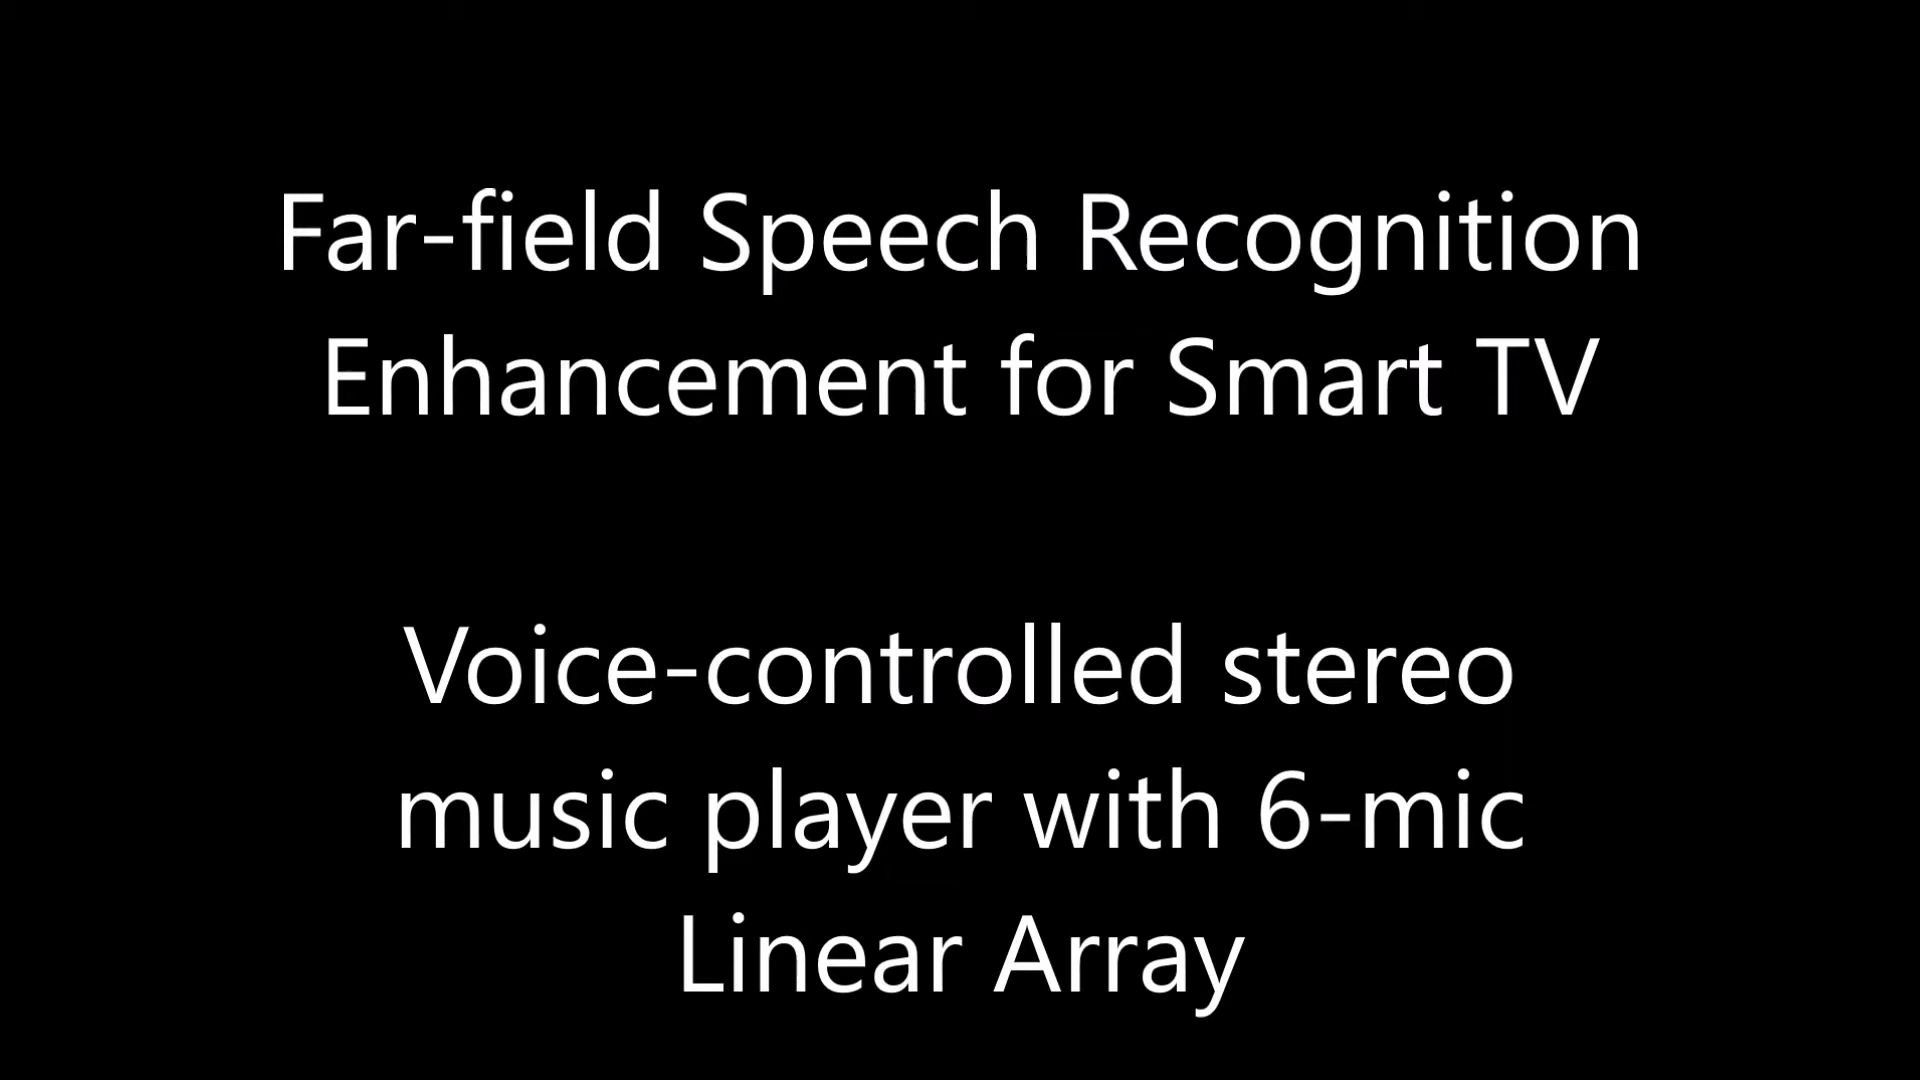 Far-field Speech Recognition
Enhancement for Smart TV
Voice-controlled stereo
music player with 6-mic
Linear Array